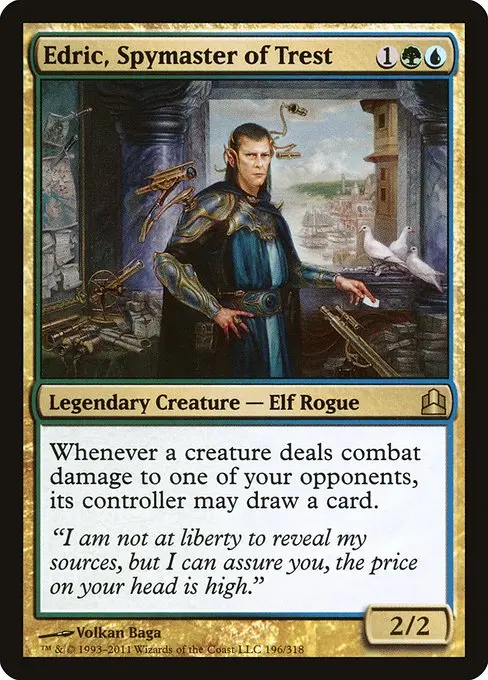 Edric, Spymaster of Trest 1
Legendary Creature — Elf Rogue
Whenever a creature deals combat
damage to one of your opponents,
its controller may draw a card.
“I am not at liberty to reveal my
sources, but I can assure you, the price
on your head is high.”
2/2
Volkan Baga
™ & © 1993–2011 Wizards of the Coast LLC 196/318